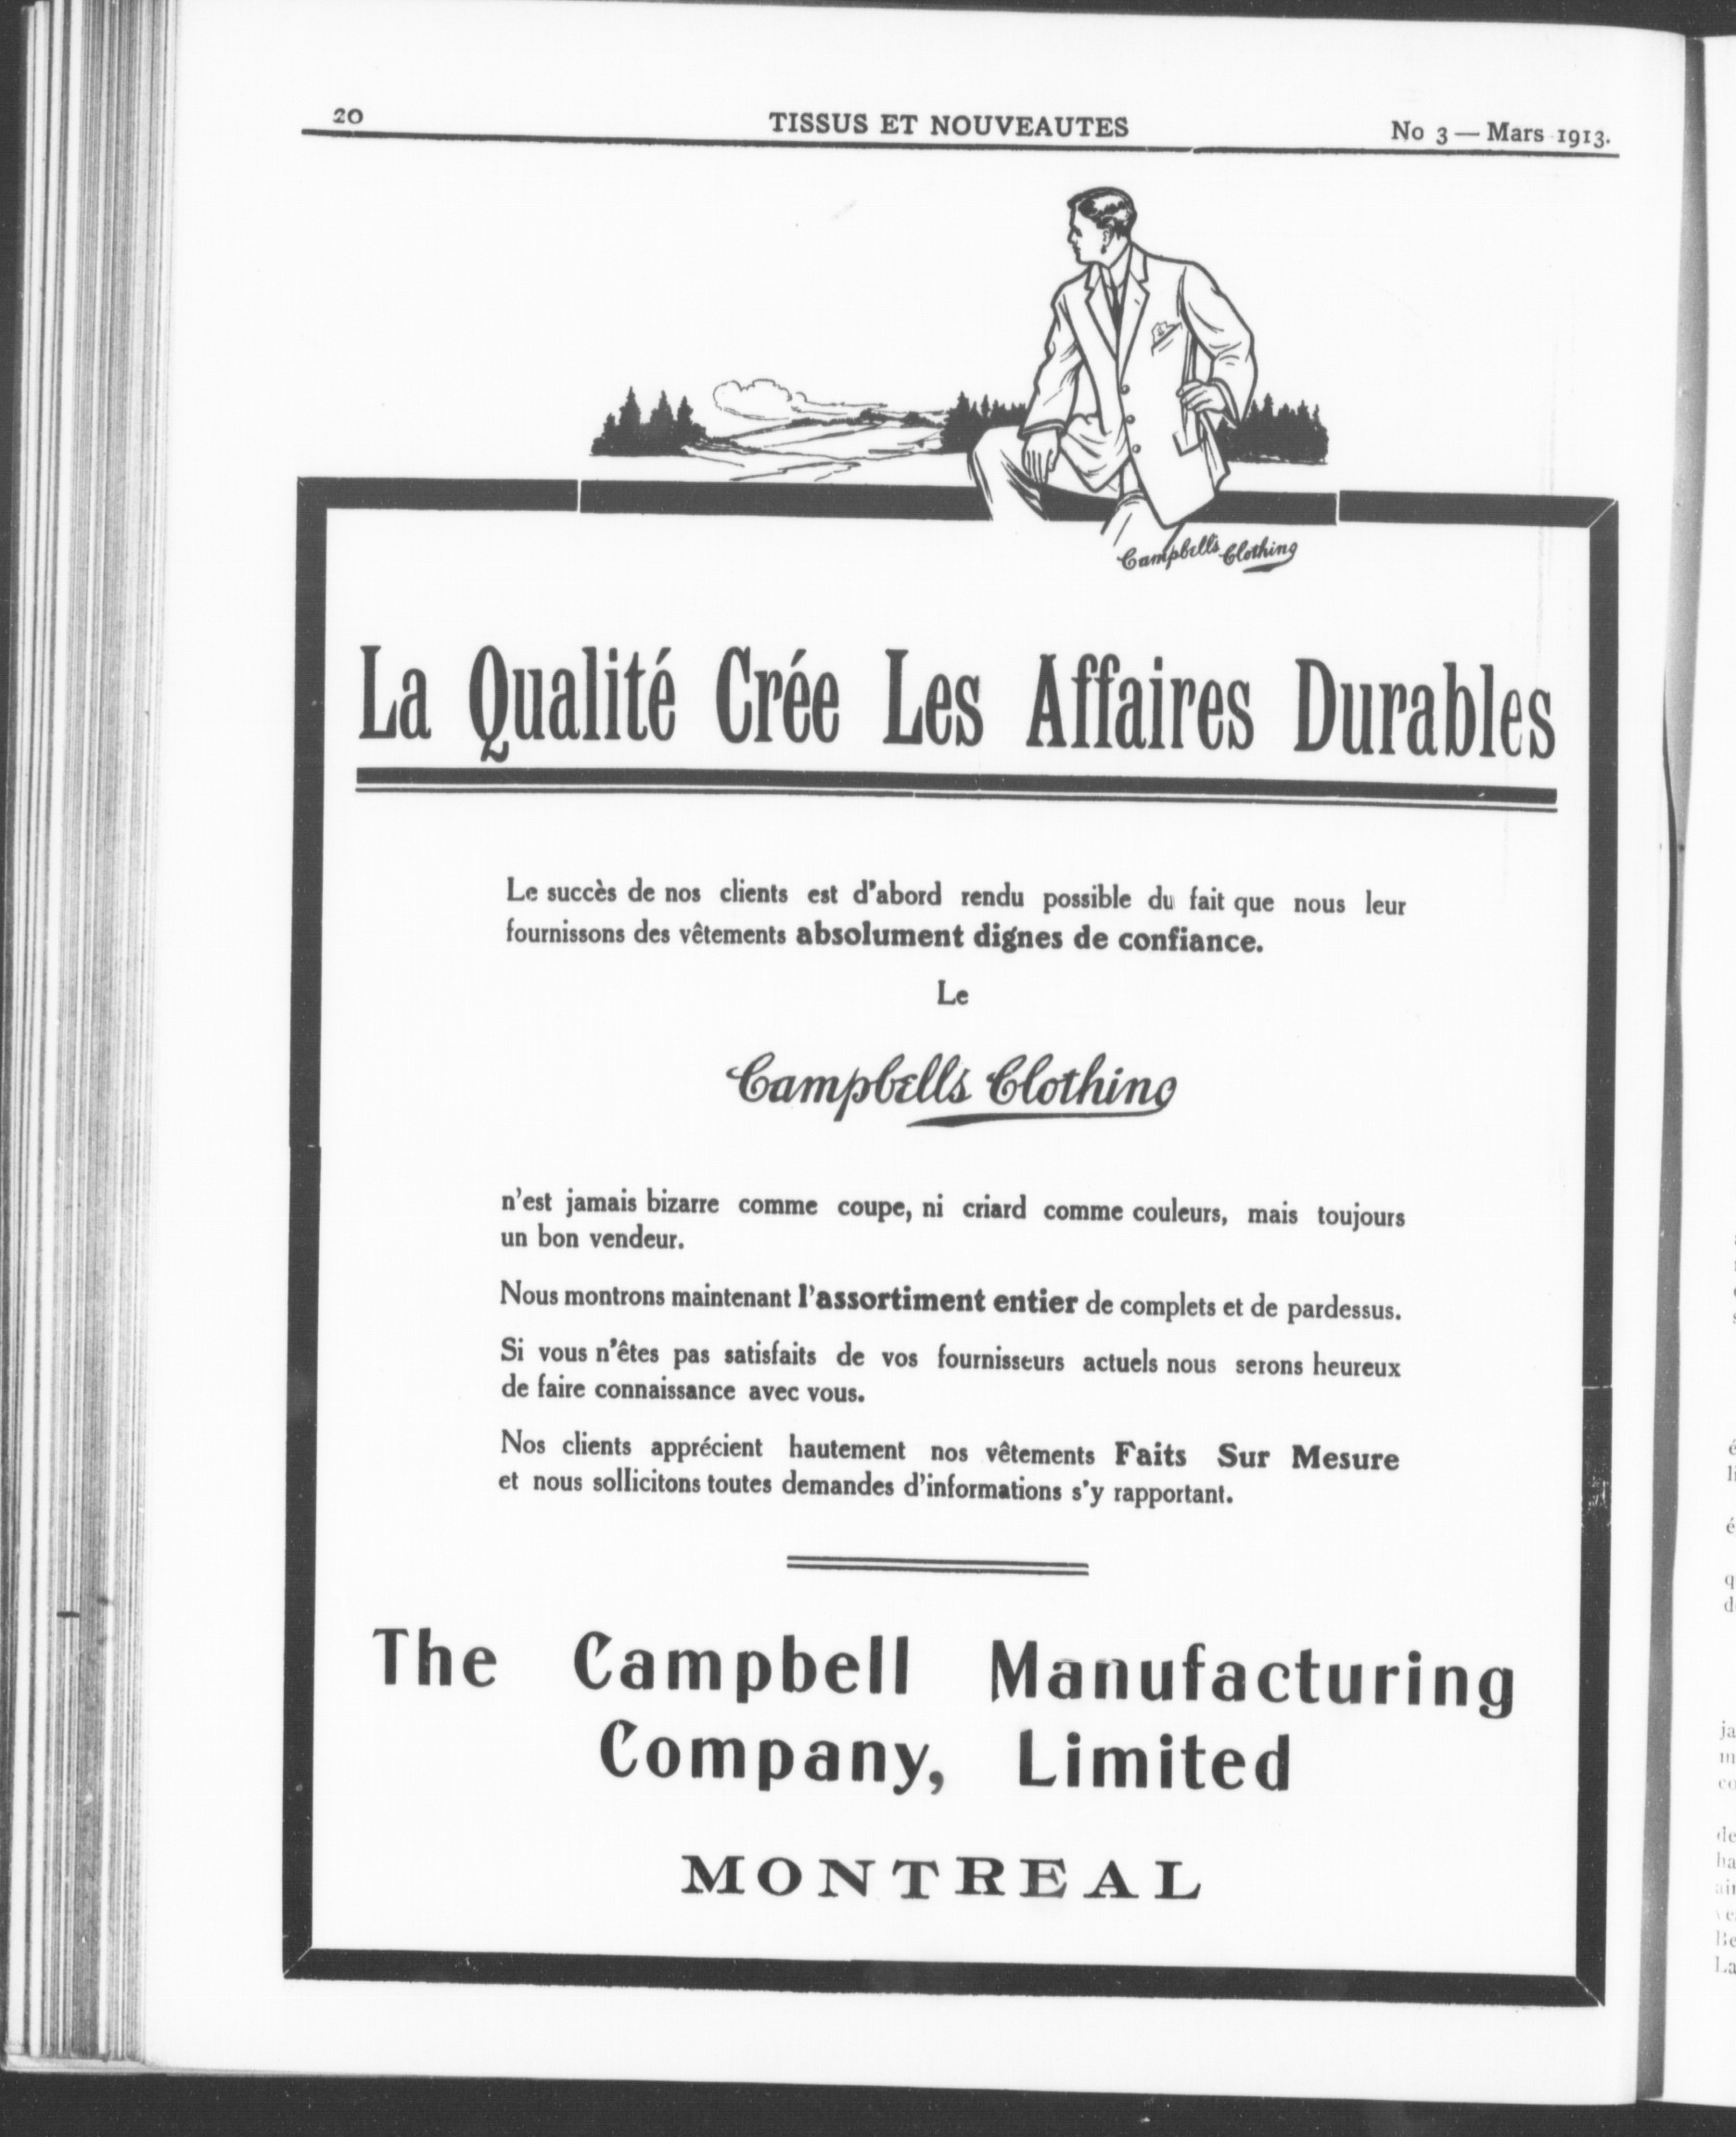 20 TISSUS ET NOUVEAUTES No 3 — Mars 1913.
Campbell's Clothing
La Qualité Crée Les Affaires Durables
Le succès de nos clients est d'abord rendu possible du fait que nous leur
fournissons des vêtements absolument dignes de confiance.
Le
Campbell's Clothing
n'est jamais bizarre comme coupe, ni criard comme couleurs, mais toujours
un bon vendeur.
Nous montrons maintenant l'assortiment entier de complets et de pardessus.
Si vous n'êtes pas satisfaits de vos fournisseurs actuels nous serons heureux
de faire connaissance avec vous.
Nos clients apprécient hautement nos vêtements Faits Sur Mesure
et nous sollicitons toutes demandes d'informations s'y rapportant.
The Campbell Manufacturing
Company, Limited
MONTREAL